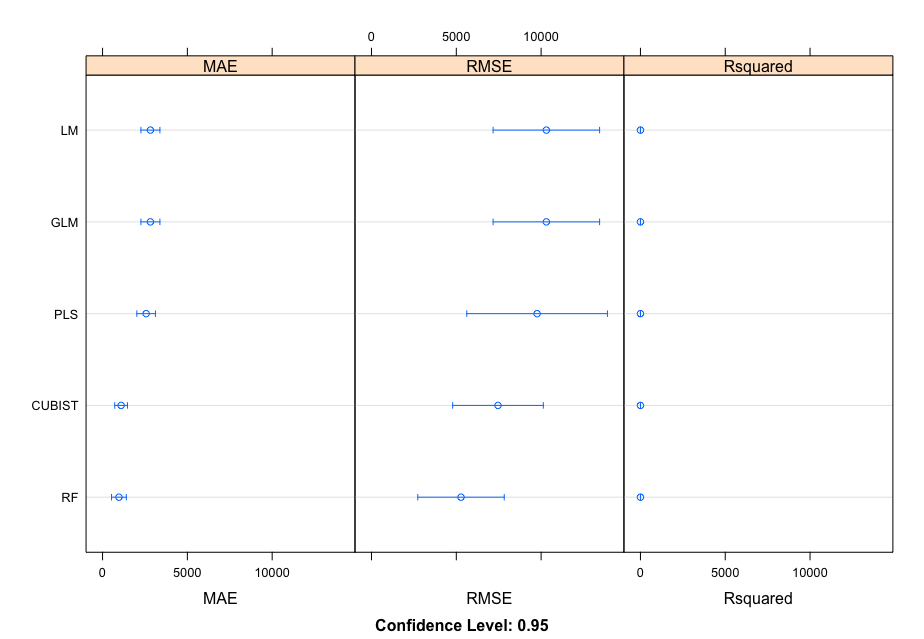 0 5000 10000
MAE RMSE Rsquared
LM
GLM
PLS
CUBIST
RF
0 5000 10000 0 5000 10000
MAE RMSE Rsquared
Confidence Level: 0.95